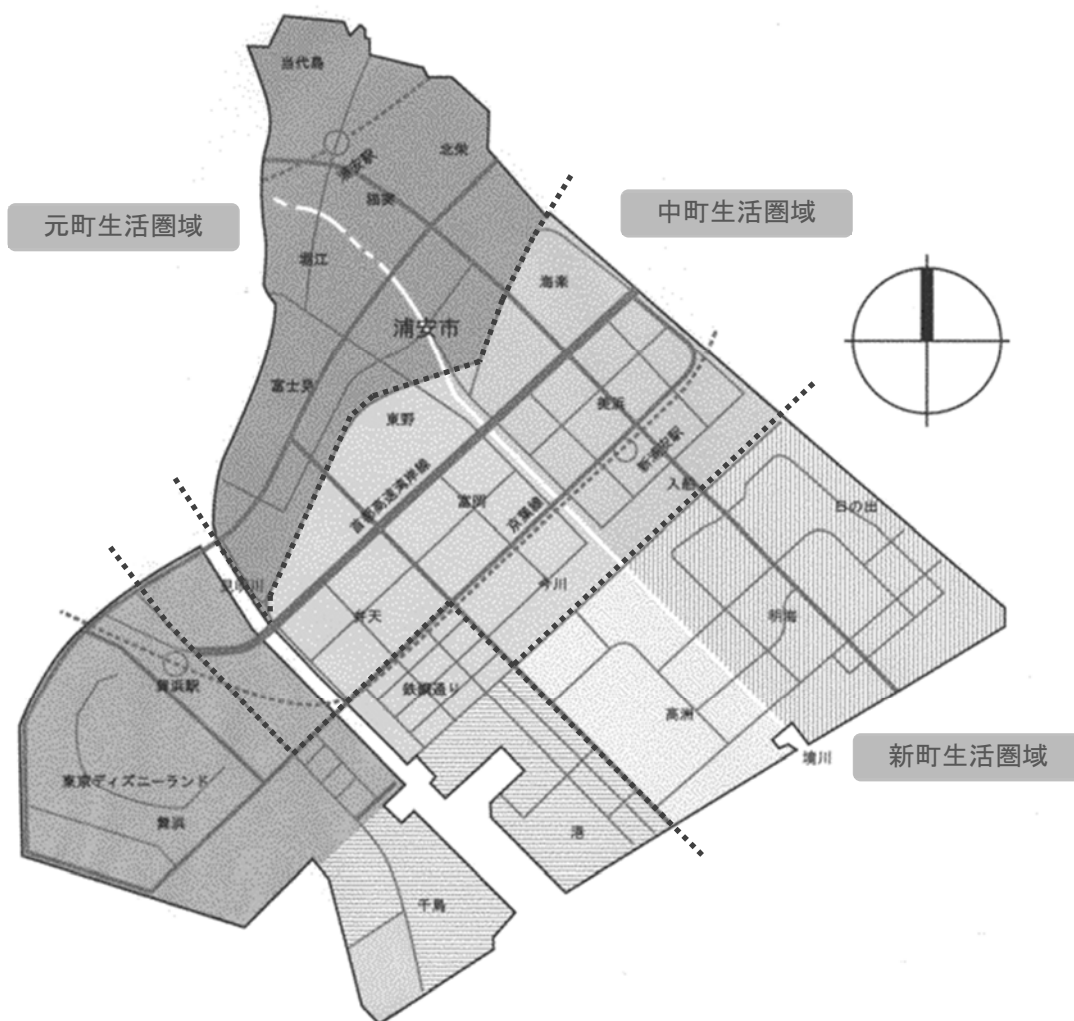 当代島
北栄
浦安駅
猫実
元町生活圏域
中町生活圏域
堀江
海楽
浦安市
富士見
東野
美浜
新浦安駅
首都高速湾岸線
富岡
京葉線
入船
日の出
見明川
弁天
今川
明海
舞浜駅
鉄鋼通り
高洲
境川
新町生活圏域
東京ディズニーランド
舞浜
港
千鳥